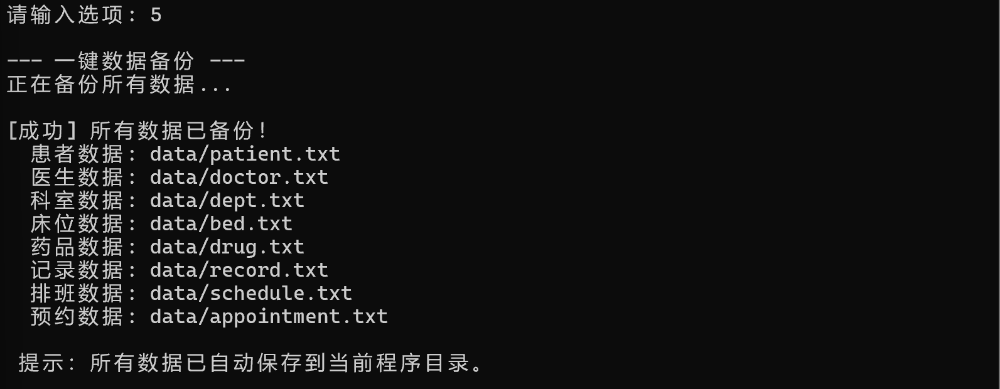 请输入选项: 5
--- 一键数据备份 ---
正在备份所有数据...
[成功] 所有数据已备份!
患者数据: data/patient.txt
医生数据: data/doctor.txt
科室数据: data/dept.txt
床位数据: data/bed.txt
药品数据: data/drug.txt
记录数据: data/record.txt
排班数据: data/schedule.txt
预约数据: data/appointment.txt
提示: 所有数据已自动保存到当前程序目录。